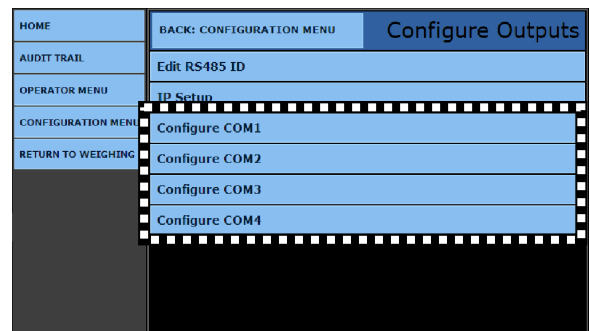 HOME
AUDIT TRAIL
OPERATOR MENU
CONFIGURATION MENU
RETURN TO WEIGHING
BACK: CONFIGURATION MENU
Configure Outputs
Edit RS485 ID
IP Setup
Configure COM1
Configure COM2
Configure COM3
Configure COM4